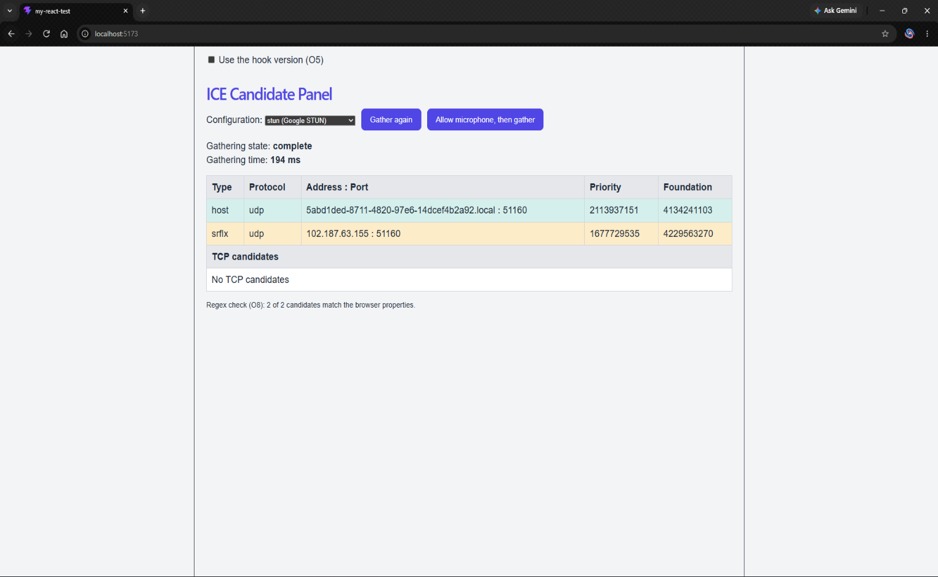 my-react-test
Ask Gemini
localhost:5173
Use the hook version (O5)
ICE Candidate Panel
Configuration: stun (Google STUN) Gather again Allow microphone, then gather
Gathering state: complete
Gathering time: 194 ms
Type Protocol Address : Port Priority Foundation
host udp 5abd1ded-8711-4820-97e6-14dcef4b2a92.local : 51160 2113937151 4134241103
srflx udp 102.187.63.155 : 51160 1677729535 4229563270
TCP candidates
No TCP candidates
Regex check (O8): 2 of 2 candidates match the browser properties.